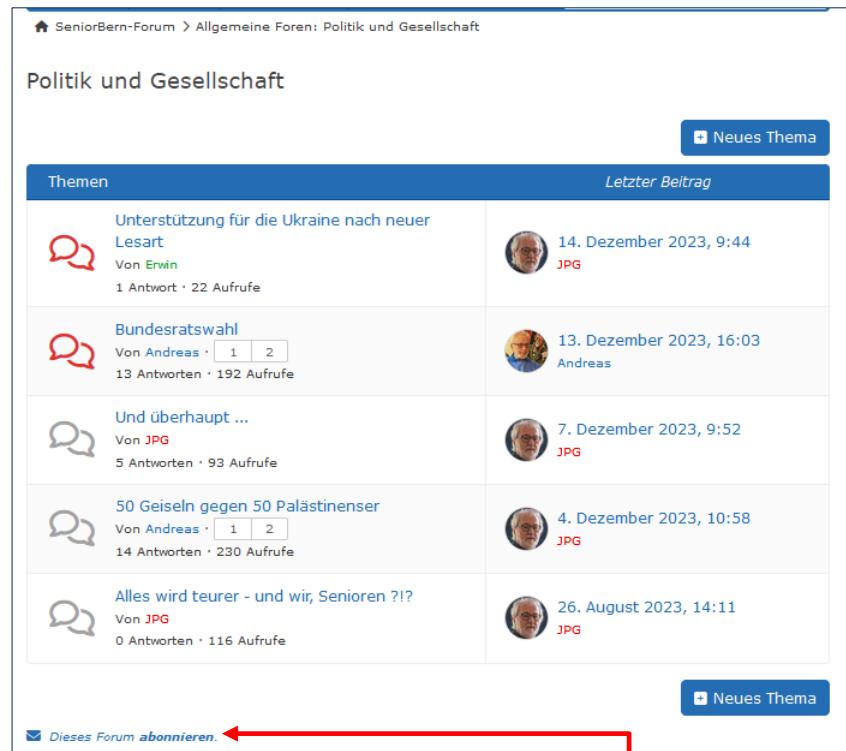 SeniorBern-Forum > Allgemeine Foren: Politik und Gesellschaft
Politik und Gesellschaft
Neues Thema
Themen Letzter Beitrag
Unterstützung für die Ukraine nach neuer
Lesart
Von Erwin
1 Antwort · 22 Aufrufe
14. Dezember 2023, 9:44
JPG
Bundesratswahl
Von Andreas · 1 2
13 Antworten · 192 Aufrufe
13. Dezember 2023, 16:03
Andreas
Und überhaupt ...
Von JPG
5 Antworten · 93 Aufrufe
7. Dezember 2023, 9:52
JPG
50 Geiseln gegen 50 Palästinenser
Von Andreas · 1 2
14 Antworten · 230 Aufrufe
4. Dezember 2023, 10:58
JPG
Alles wird teurer - und wir, Senioren ?!?
Von JPG
0 Antworten · 116 Aufrufe
26. August 2023, 14:11
JPG
Neues Thema
Dieses Forum abonnieren.